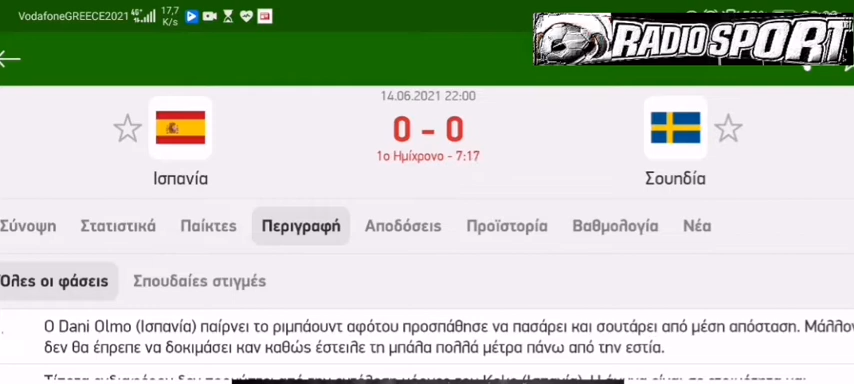 VodafoneGREECE2021 4G+ 17,7 K/s
RADIO SPORT
14.06.2021 22:00
0 - 0
1ο Ημίχρονο - 7:17
Ισπανία
Σουηδία
Σύνοψη Στατιστικά Παίκτες Περιγραφή Αποδόσεις Προϊστορία Βαθμολογία Νέα
Όλες οι φάσεις Σπουδαίες στιγμές
Ο Dani Olmo (Ισπανία) παίρνει το ριμπάουντ αφότου προσπάθησε να πασάρει και σουτάρει από μέση απόσταση. Μάλλον
δεν θα έπρεπε να δοκιμάσει καν καθώς έστειλε τη μπάλα πολλά μέτρα πάνω από την εστία.